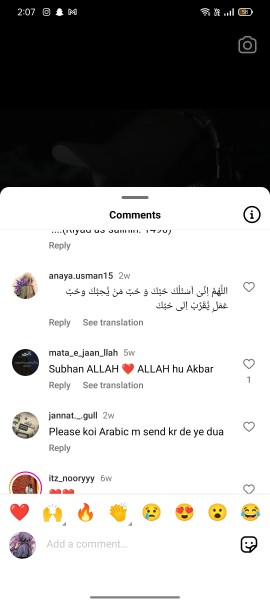 2:07
58
Comments
....(Riyad as-salihin: 1490)
Reply
anaya.usman15 2w
اللَّهُمَّ اِنِّى اَسْئَلُكَ حُبَّكَ وَ حُبَّ مَنْ يُّحِبُّكَ وَحُبَّ
عَمَلٍ يُّقَرِّبُ اِلٰى حُبِّكَ
Reply See translation
mata_e_jaan_llah 5w
Subhan ALLAH ❤️ ALLAH hu Akbar
1
Reply See translation
jannat._.gull 2w
Please koi Arabic m send kr de ye dua
Reply
itz_nooryyy 6w
❤️❤️
❤️ 🙌 🔥 👏 😢 😍 😮 😂
Add a comment...